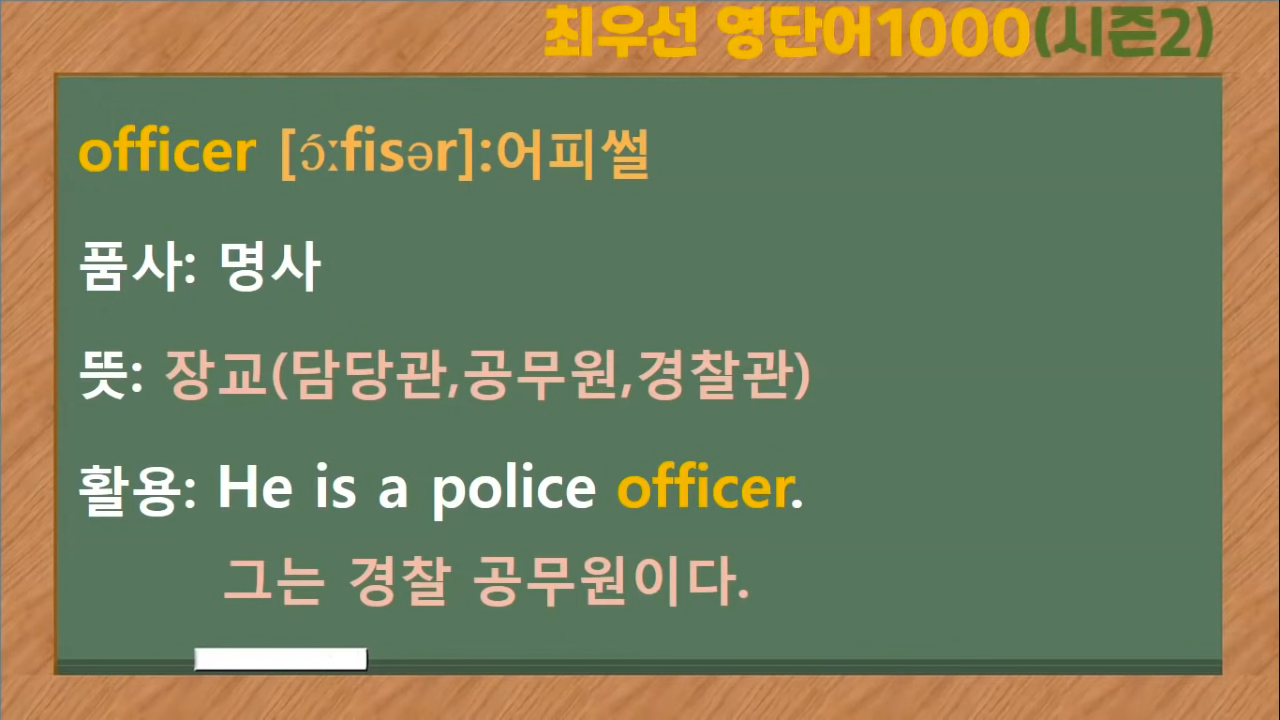 최우선 영단어1000(시즌2)
officer [ɔ́ːfisər]:어피썰
품사: 명사
뜻: 장교(담당관,공무원,경찰관)
활용: He is a police officer.
그는 경찰 공무원이다.